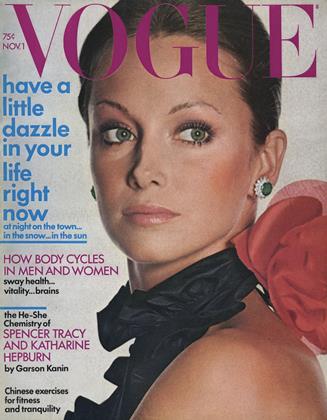 VOGUE
75¢
NOV.1
have a
little
dazzle
in your
life
right
now
at night on the town...
in the snow...in the sun
HOW BODY CYCLES
IN MEN AND WOMEN
sway health...
vitality...brains
the He-She
Chemistry of
SPENCER TRACY
AND KATHARINE
HEPBURN
by Garson Kanin
Chinese exercises
for fitness
and tranquility